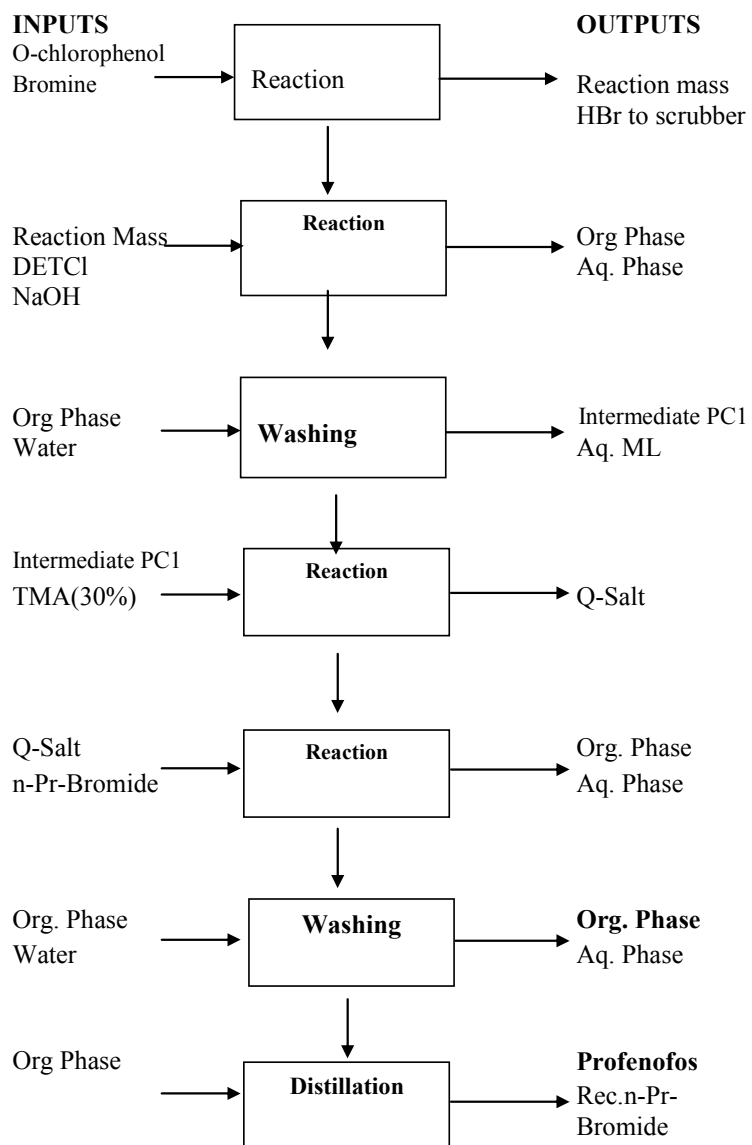 INPUTS
OUTPUTS
O-chlorophenol
Bromine
Reaction
Reaction mass
HBr to scrubber
Reaction
Reaction Mass
DETCl
NaOH
Org Phase
Aq. Phase
Org Phase
Water
Washing
Intermediate PC1
Aq. ML
Intermediate PC1
TMA(30%)
Reaction
Q-Salt
Q-Salt
n-Pr-Bromide
Reaction
Org. Phase
Aq. Phase
Org. Phase
Water
Washing
Org. Phase
Aq. Phase
Org Phase
Distillation
Profenofos
Rec.n-Pr-
Bromide